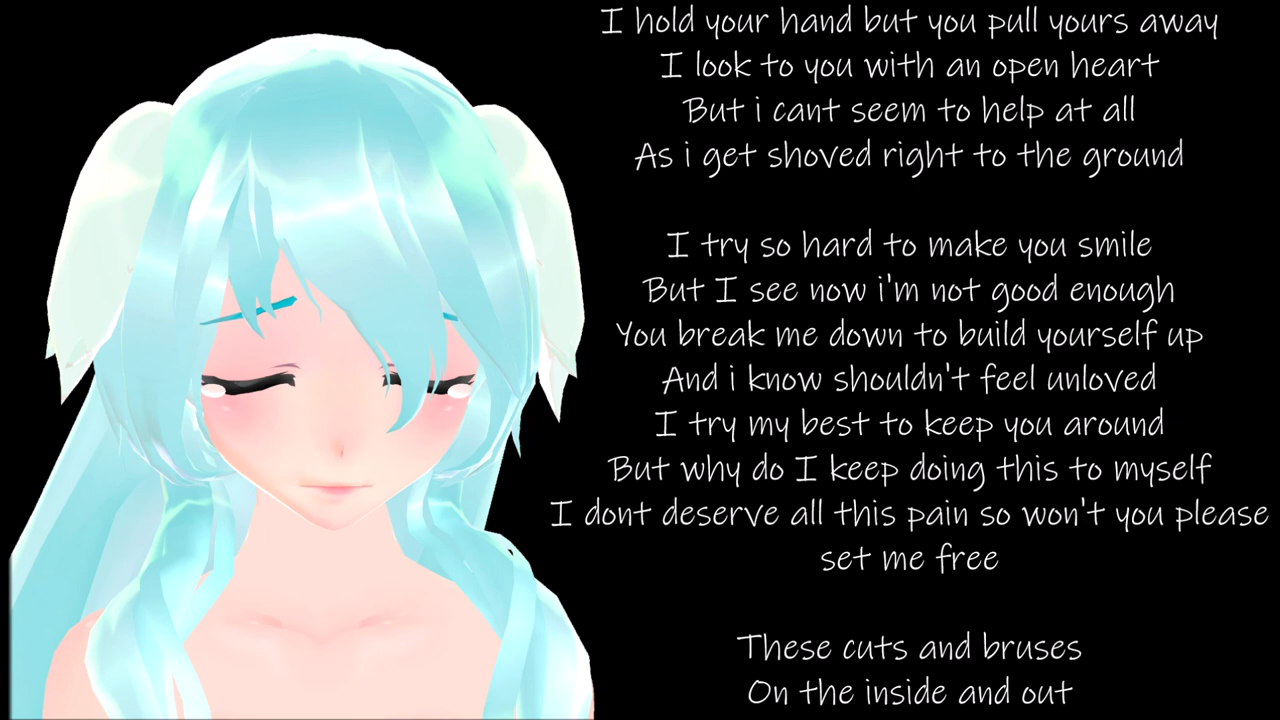 I hold your hand but you pull yours away
I look to you with an open heart
But i cant seem to help at all
As i get shoved right to the ground
I try so hard to make you smile
But I see now i'm not good enough
You break me down to build yourself up
And i know shouldn't feel unloved
I try my best to keep you around
But why do I keep doing this to myself
I dont deserve all this pain so won't you please
set me free
These cuts and bruses
On the inside and out